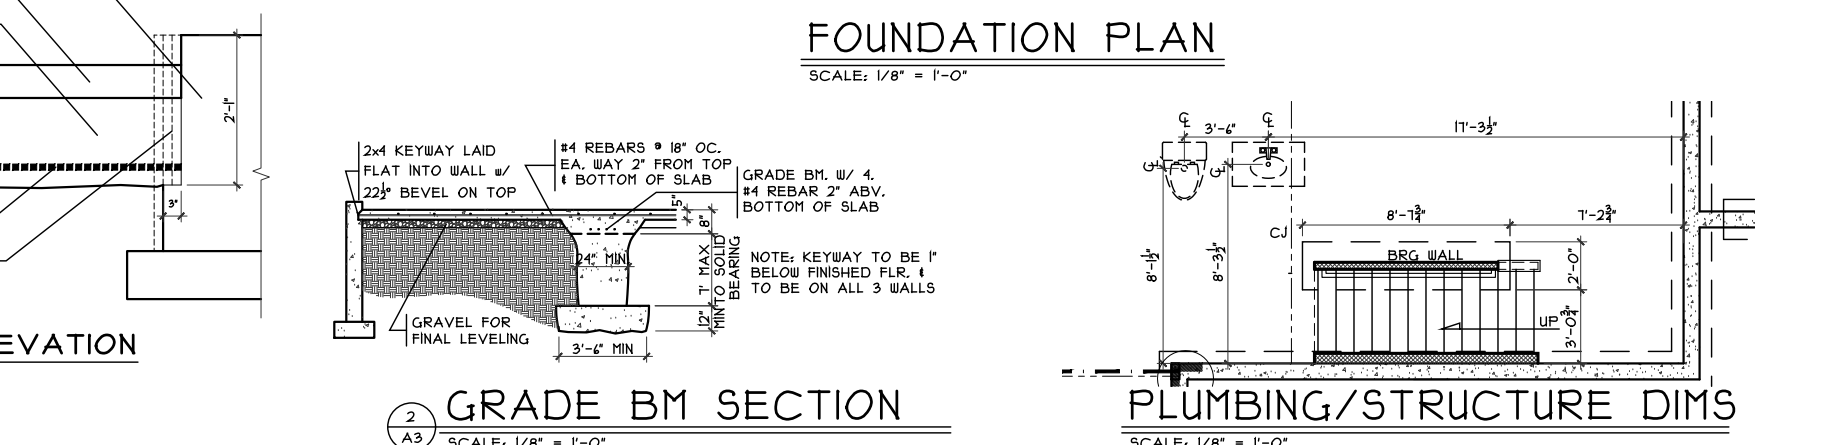 FOUNDATION PLAN
SCALE: 1/8" = 1'-0"
2'-1"
3"
EVATION
2x4 KEYWAY LAID
FLAT INTO WALL w/
22½° BEVEL ON TOP
#4 REBARS @ 18" OC.
EA. WAY 2" FROM TOP
& BOTTOM OF SLAB
GRADE BM. W/ 4.
#4 REBAR 2" ABV.
BOTTOM OF SLAB
5"
8"
24" MIN
7' MAX
TO SOLID
BEARING
12"
MIN
NOTE: KEYWAY TO BE 1"
BELOW FINISHED FLR. &
TO BE ON ALL 3 WALLS
GRAVEL FOR
FINAL LEVELING
3'-6" MIN
2
A3
GRADE BM SECTION
SCALE: 1/8" = 1'-0"
℄
℄
3'-6"
17'-3½"
℄
℄
8'-7¾"
7'-2¾"
CJ
8'-1½"
8'-3½"
BRG WALL
2'-0"
UP
3'-0¾"
PLUMBING/STRUCTURE DIMS
SCALE: 1/8" = 1'-0"